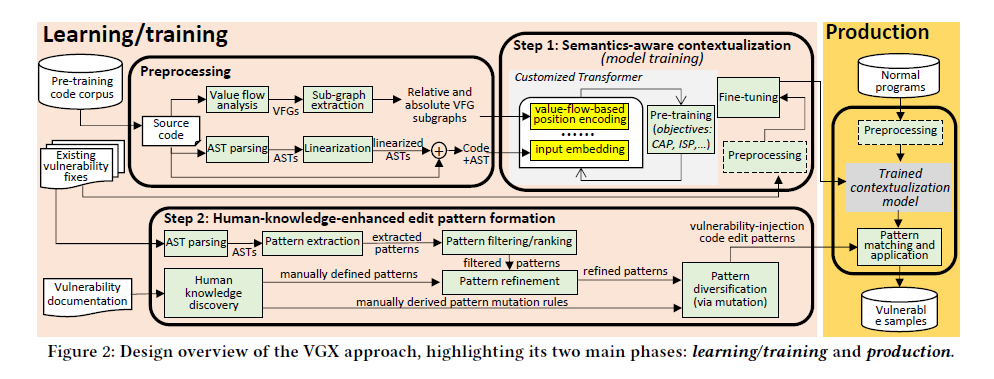 Learning/training
Production
Step 1: Semantics-aware contextualization
(model training)
Pre-training
code corpus
Preprocessing
Customized Transformer
Normal
programs
Value flow
analysis
VFGs
Sub-graph
extraction
Relative and
absolute VFG
subgraphs
value-flow-based
position encoding
......
input embedding
Pre-training
(objectives:
CAP, ISP,...)
Fine-tuning
Preprocessing
Source
code
AST parsing
ASTs
Linearization
linearized
ASTs
+
Code
+AST
Preprocessing
Existing
vulnerability
fixes
Trained
contextualization
model
Step 2: Human-knowledge-enhanced edit pattern formation
vulnerability-injection
code edit patterns
AST parsing
ASTs
Pattern extraction
extracted
patterns
Pattern filtering/ranking
Pattern
matching and
application
filtered
patterns
Vulnerability
documentation
Human
knowledge
discovery
manually defined patterns
Pattern refinement
refined patterns
Pattern
diversification
(via mutation)
manually derived pattern mutation rules
Vulnerabl
e samples
Figure 2: Design overview of the VGX approach, highlighting its two main phases: learning/training and production.